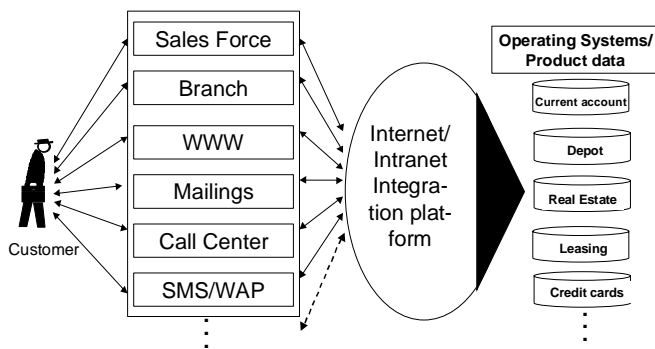 Customer
Sales Force
Branch
WWW
Mailings
Call Center
SMS/WAP
Internet/
Intranet
Integra-
tion plat-
form
Operating Systems/
Product data
Current account
Depot
Real Estate
Leasing
Credit cards